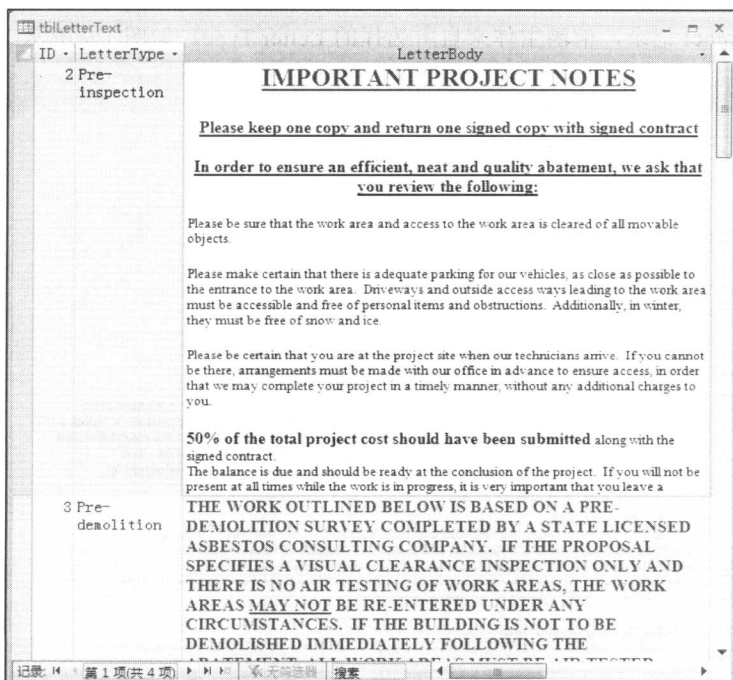 tblLetterText
ID LetterType LetterBody
2 Pre-
inspection
IMPORTANT PROJECT NOTES
Please keep one copy and return one signed copy with signed contract
In order to ensure an efficient, neat and quality abatement, we ask that
you review the following:
Please be sure that the work area and access to the work area is cleared of all movable
objects.
Please make certain that there is adequate parking for our vehicles, as close as possible to
the entrance to the work area. Driveways and outside access ways leading to the work area
must be accessible and free of personal items and obstructions. Additionally, in winter,
they must be free of snow and ice.
Please be certain that you are at the project site when our technicians arrive. If you cannot
be there, arrangements must be made with our office in advance to ensure access, in order
that we may complete your project in a timely manner, without any additional charges to
you.
50% of the total project cost should have been submitted along with the
signed contract.
The balance is due and should be ready at the conclusion of the project. If you will not be
present at all times while the work is in progress, it is very important that you leave a
3 Pre-
demolition
THE WORK OUTLINED BELOW IS BASED ON A PRE-
DEMOLITION SURVEY COMPLETED BY A STATE LICENSED
ASBESTOS CONSULTING COMPANY. IF THE PROPOSAL
SPECIFIES A VISUAL CLEARANCE INSPECTION ONLY AND
THERE IS NO AIR TESTING OF WORK AREAS, THE WORK
AREAS MAY NOT BE RE-ENTERED UNDER ANY
CIRCUMSTANCES. IF THE BUILDING IS NOT TO BE
DEMOLISHED IMMEDIATELY FOLLOWING THE
ABATEMENT, ALL WORK AREAS MUST BE AIR TESTED
记录: 第 1 项(共 4 项) 无筛选器 搜索